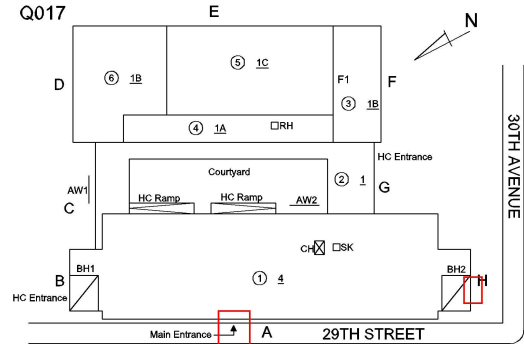 Q017
E
N
D
6 1B
5 1C
F1
F
3 1B
4 1A
RH
HC Entrance
30TH AVENUE
Courtyard
2 1
AW1
HC Ramp
HC Ramp
AW2
G
C
CH
SK
B
BH1
1 4
BH2
H
HC Entrance
Main Entrance
A
29TH STREET